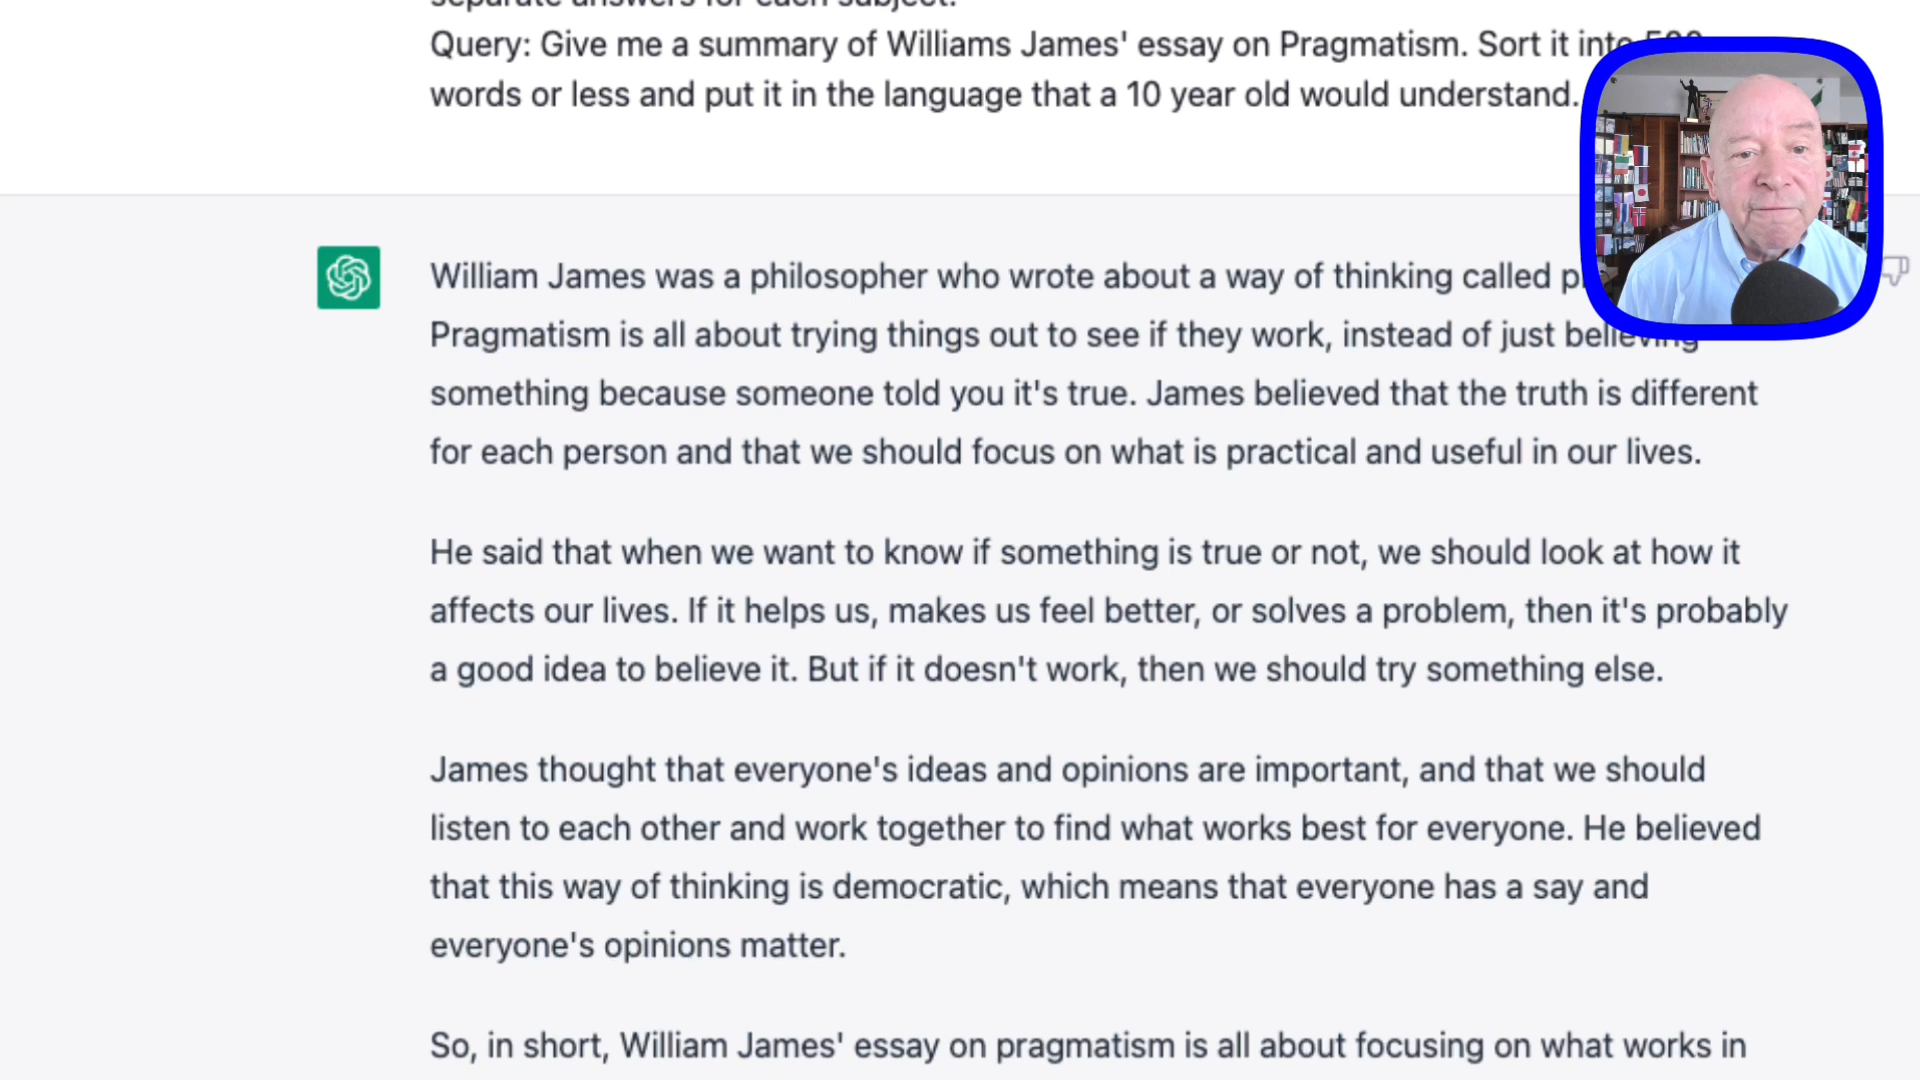 separate answers for each subject.
Query: Give me a summary of Williams James' essay on Pragmatism. Sort it into 500
words or less and put it in the language that a 10 year old would understand.
William James was a philosopher who wrote about a way of thinking called
Pragmatism is all about trying things out to see if they work, instead of just believing
something because someone told you it's true. James believed that the truth is different
for each person and that we should focus on what is practical and useful in our lives.
He said that when we want to know if something is true or not, we should look at how it
affects our lives. If it helps us, makes us feel better, or solves a problem, then it's probably
a good idea to believe it. But if it doesn't work, then we should try something else.
James thought that everyone's ideas and opinions are important, and that we should
listen to each other and work together to find what works best for everyone. He believed
that this way of thinking is democratic, which means that everyone has a say and
everyone's opinions matter.
So, in short, William James' essay on pragmatism is all about focusing on what works in